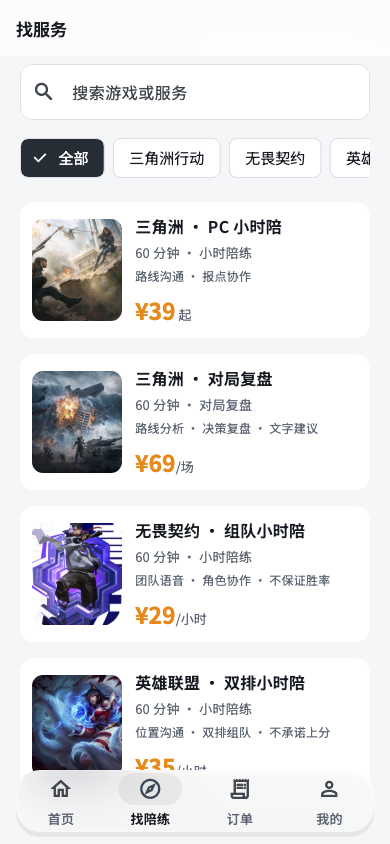 找服务
搜索游戏或服务
全部
三角洲行动
无畏契约
英雄
三角洲 · PC 小时陪
60 分钟 · 小时陪练
路线沟通 · 报点协作
¥39 起
三角洲 · 对局复盘
60 分钟 · 对局复盘
路线分析 · 决策复盘 · 文字建议
¥69/场
无畏契约 · 组队小时陪
60 分钟 · 小时陪练
团队语音 · 角色协作 · 不保证胜率
¥29/小时
英雄联盟 · 双排小时陪
60 分钟 · 小时陪练
位置沟通 · 双排组队 · 不承诺上分
¥35/小时
首页
找陪练
订单
我的